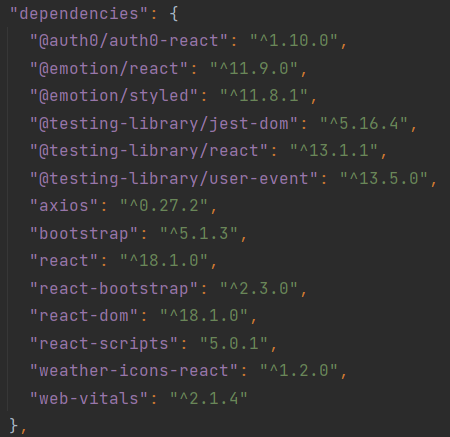 "dependencies": {
"@auth0/auth0-react": "^1.10.0",
"@emotion/react": "^11.9.0",
"@emotion/styled": "^11.8.1",
"@testing-library/jest-dom": "^5.16.4",
"@testing-library/react": "^13.1.1",
"@testing-library/user-event": "^13.5.0",
"axios": "^0.27.2",
"bootstrap": "^5.1.3",
"react": "^18.1.0",
"react-bootstrap": "^2.3.0",
"react-dom": "^18.1.0",
"react-scripts": "5.0.1",
"weather-icons-react": "^1.2.0",
"web-vitals": "^2.1.4"
},